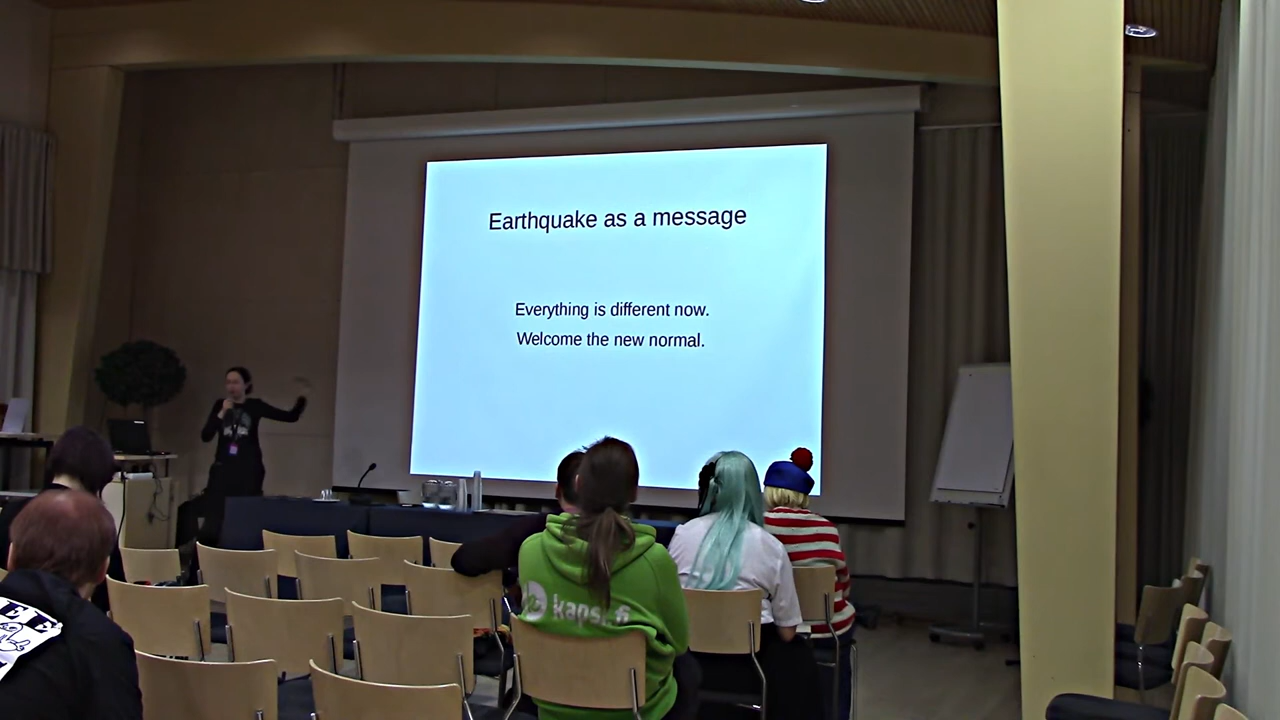 Earthquake as a message
Everything is different now.
Welcome the new normal.
kapsi.fi